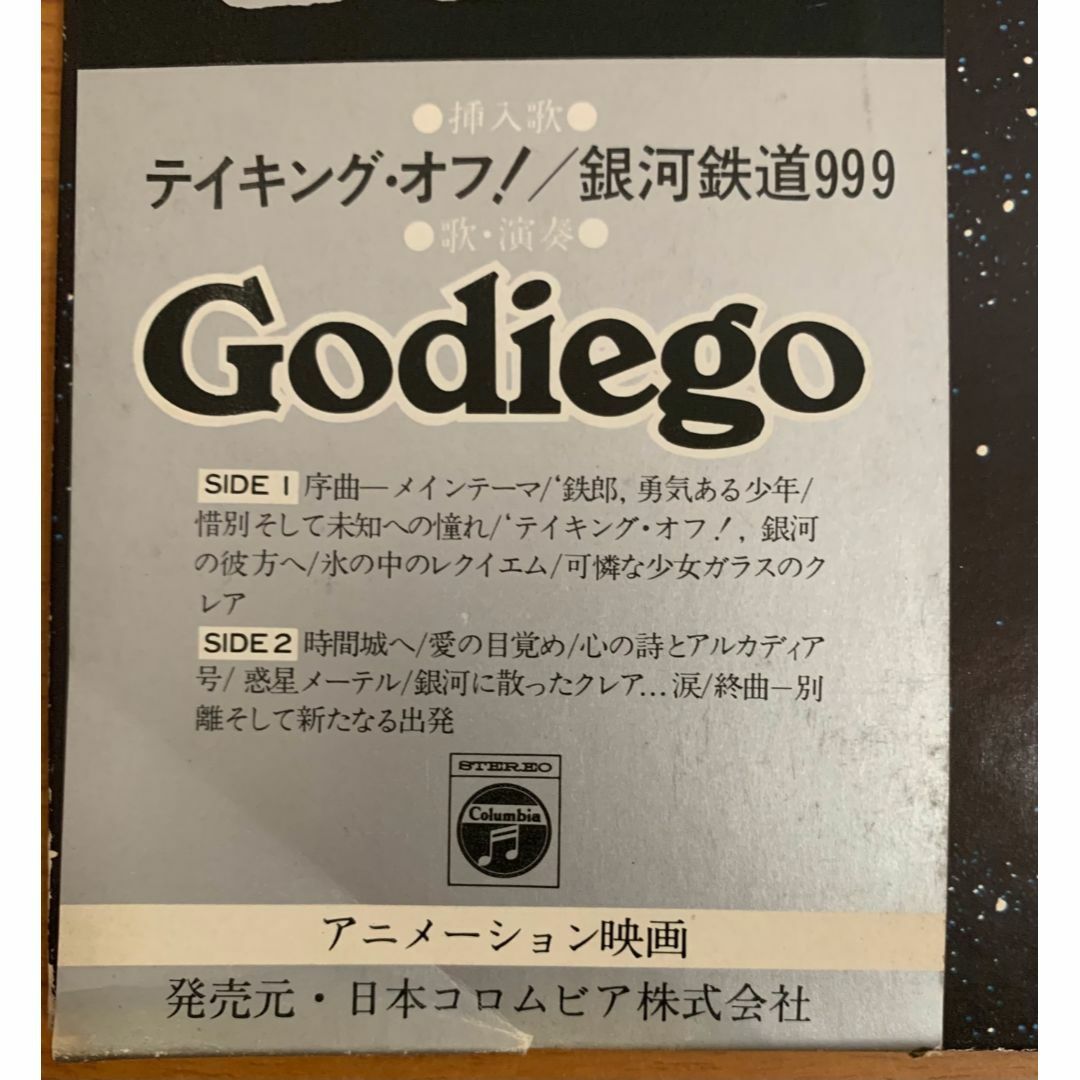 ●挿入歌●
テイキング・オフ!/銀河鉄道999
●歌・演奏●
Godiego
SIDE 1 序曲—メインテーマ/‘鉄郎, 勇気ある少年/
惜別そして未知への憧れ/‘テイキング・オフ!, 銀河
の彼方へ/氷の中のレクイエム/可憐な少女ガラスのク
レア
SIDE 2 時間城へ/愛の目覚め/心の詩とアルカディア
号/惑星メーテル/銀河に散ったクレア…涙/終曲—別
離そして新たなる出発
STEREO
Columbia
アニメーション映画
発売元・日本コロムビア株式会社